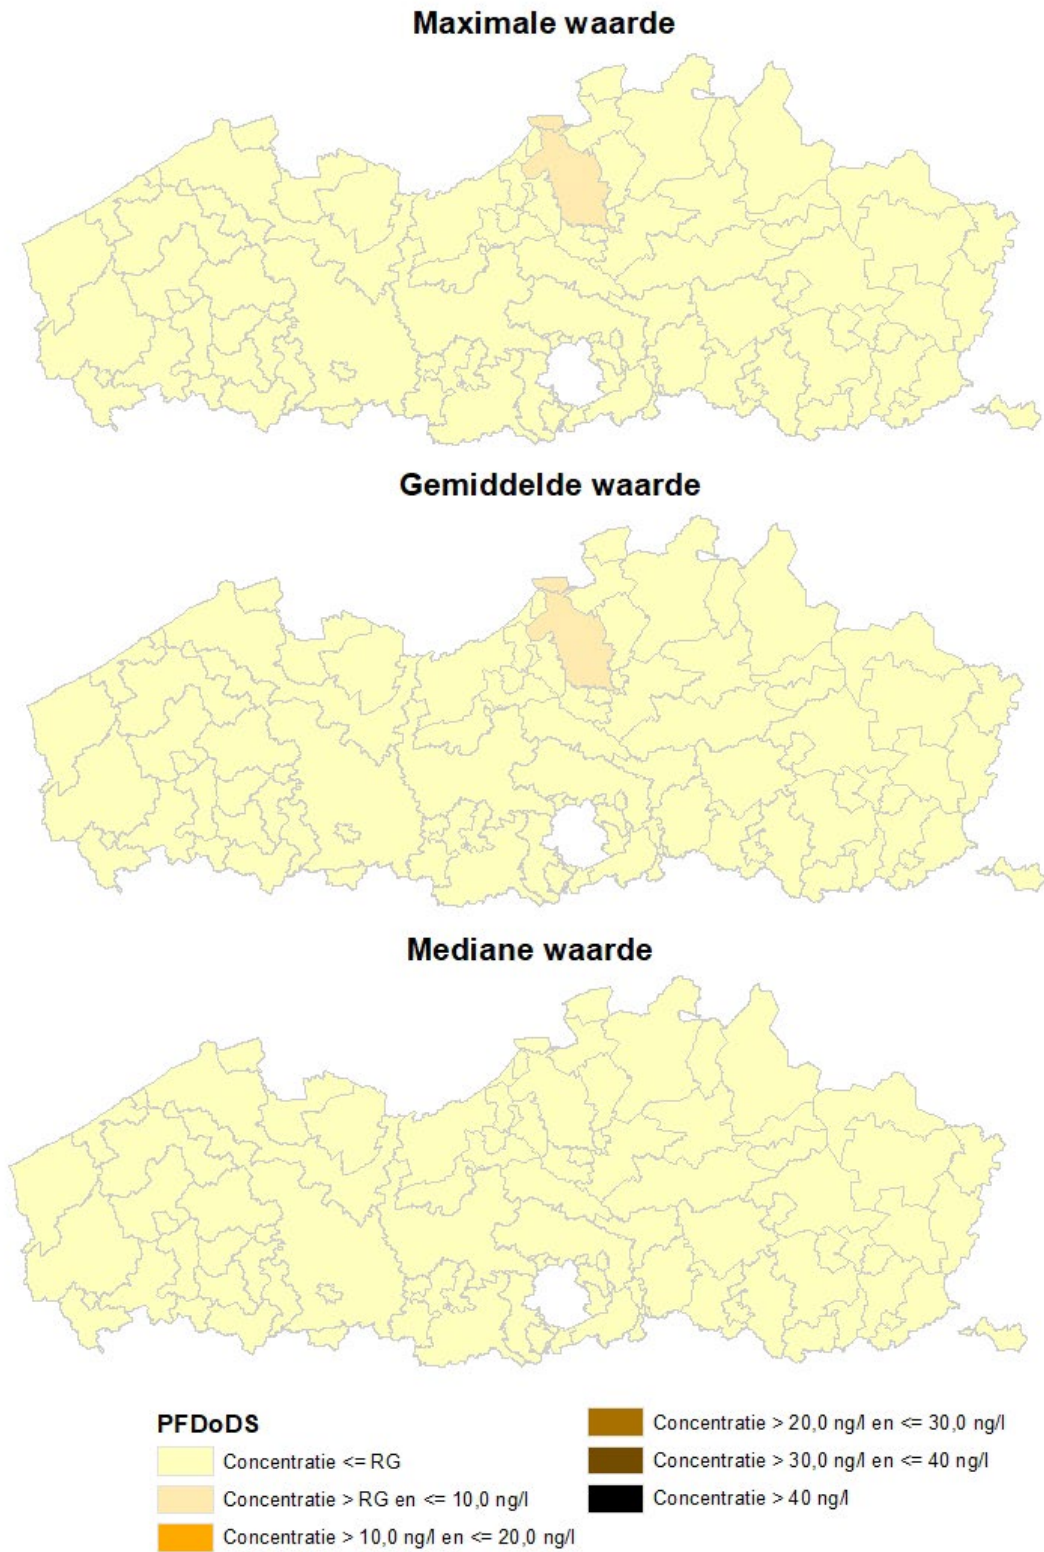 Maximale waarde
Gemiddelde waarde
Mediane waarde
PFDoDS
Concentratie <= RG
Concentratie > RG en <= 10,0 ng/l
Concentratie > 10,0 ng/l en <= 20,0 ng/l
Concentratie > 20,0 ng/l en <= 30,0 ng/l
Concentratie > 30,0 ng/l en <= 40 ng/l
Concentratie > 40 ng/l